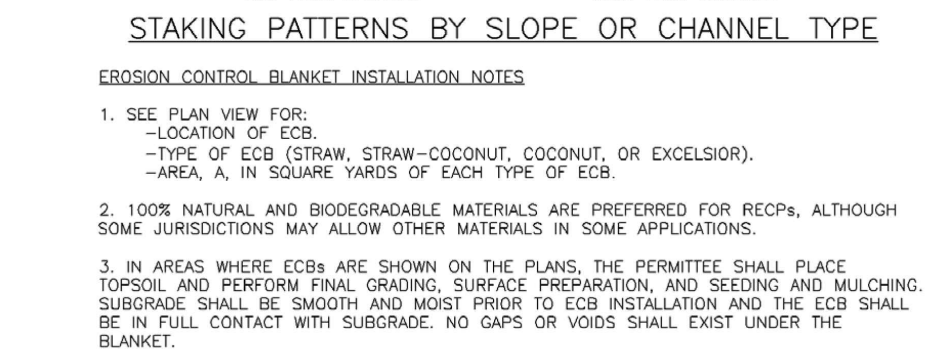 STAKING PATTERNS BY SLOPE OR CHANNEL TYPE
EROSION CONTROL BLANKET INSTALLATION NOTES
1. SEE PLAN VIEW FOR:
-LOCATION OF ECB.
-TYPE OF ECB (STRAW, STRAW-COCONUT, COCONUT, OR EXCELSIOR).
-AREA, A, IN SQUARE YARDS OF EACH TYPE OF ECB.
2. 100% NATURAL AND BIODEGRADABLE MATERIALS ARE PREFERRED FOR RECPs, ALTHOUGH
SOME JURISDICTIONS MAY ALLOW OTHER MATERIALS IN SOME APPLICATIONS.
3. IN AREAS WHERE ECBs ARE SHOWN ON THE PLANS, THE PERMITTEE SHALL PLACE
TOPSOIL AND PERFORM FINAL GRADING, SURFACE PREPARATION, AND SEEDING AND MULCHING.
SUBGRADE SHALL BE SMOOTH AND MOIST PRIOR TO ECB INSTALLATION AND THE ECB SHALL
BE IN FULL CONTACT WITH SUBGRADE. NO GAPS OR VOIDS SHALL EXIST UNDER THE
BLANKET.